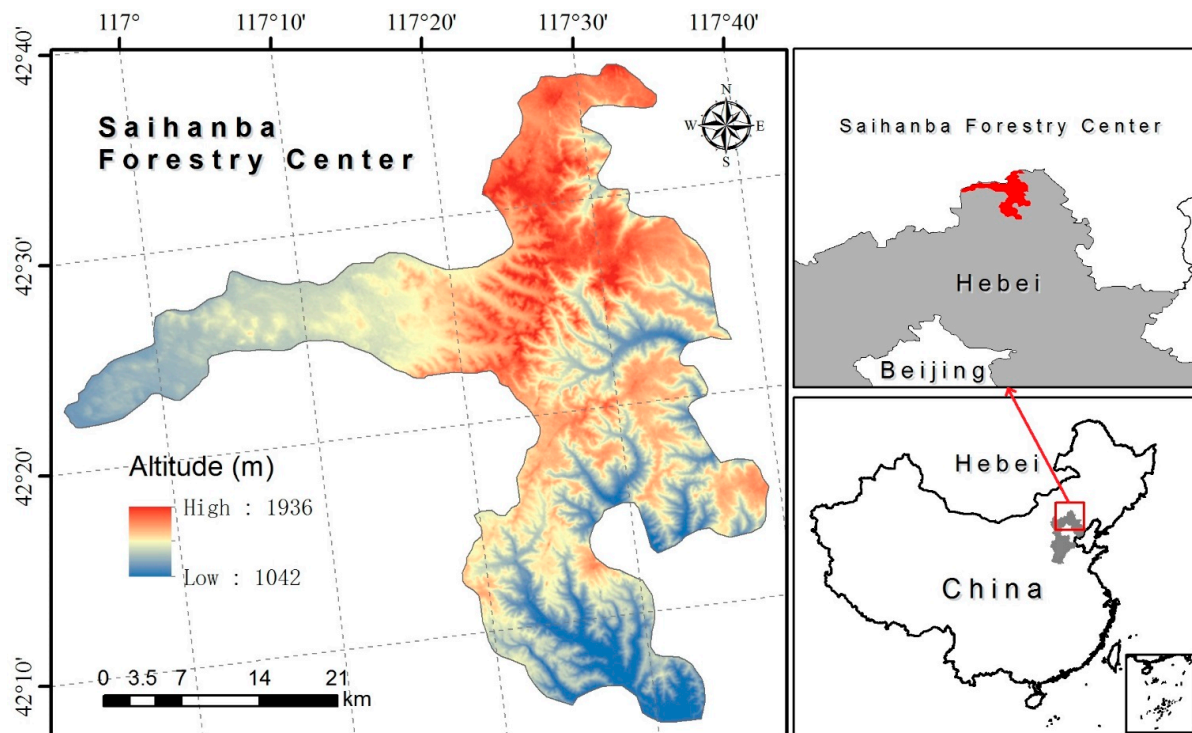 117° 117°10' 117°20' 117°30' 117°40'
42°40'
42°30'
42°20'
42°10'
Saihanba
Forestry Center
N
W E
S
Altitude (m)
High : 1936
Low : 1042
0 3.5 7 14 21
km
Saihanba Forestry Center
Hebei
Beijing
Hebei
China